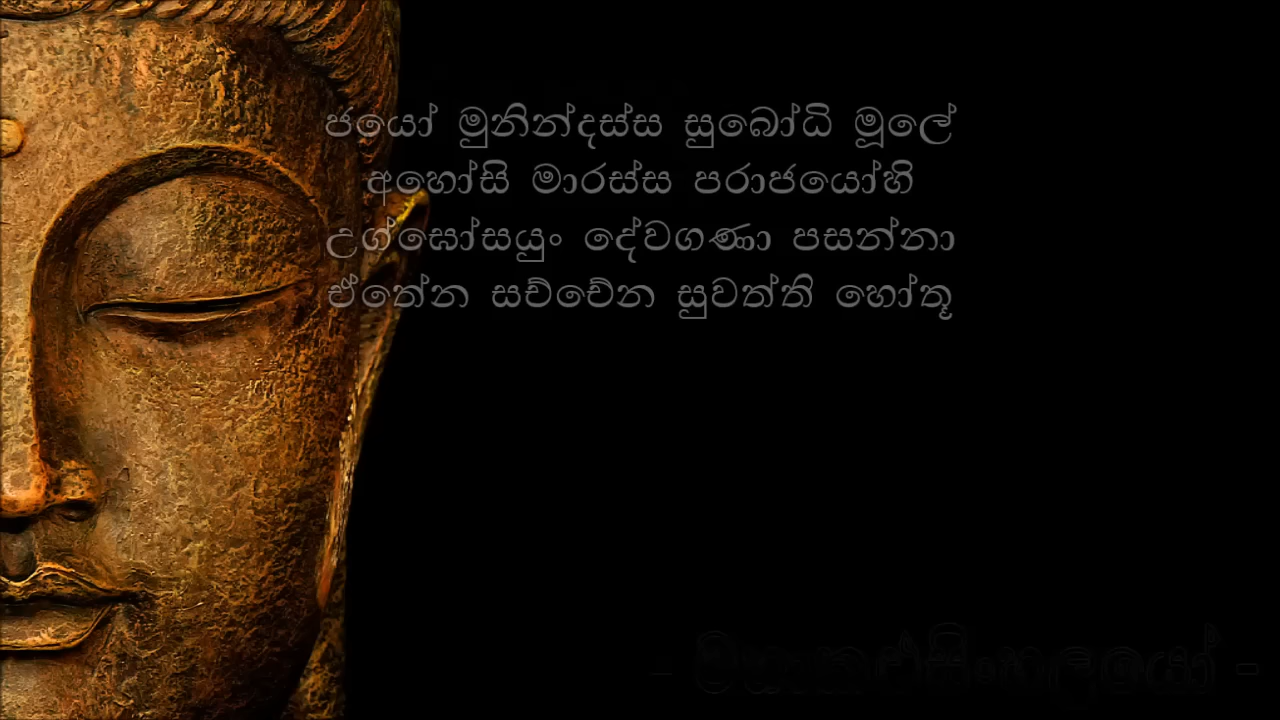 ජයෝ මුනින්දස්ස සුබෝධි මූලේ
අහෝසි මාරස්ස පරාජයෝහි
උග්ඝෝසයුං දේවගණා පසන්නා
ඒතේන සච්චේන සුවත්ති හෝතූ